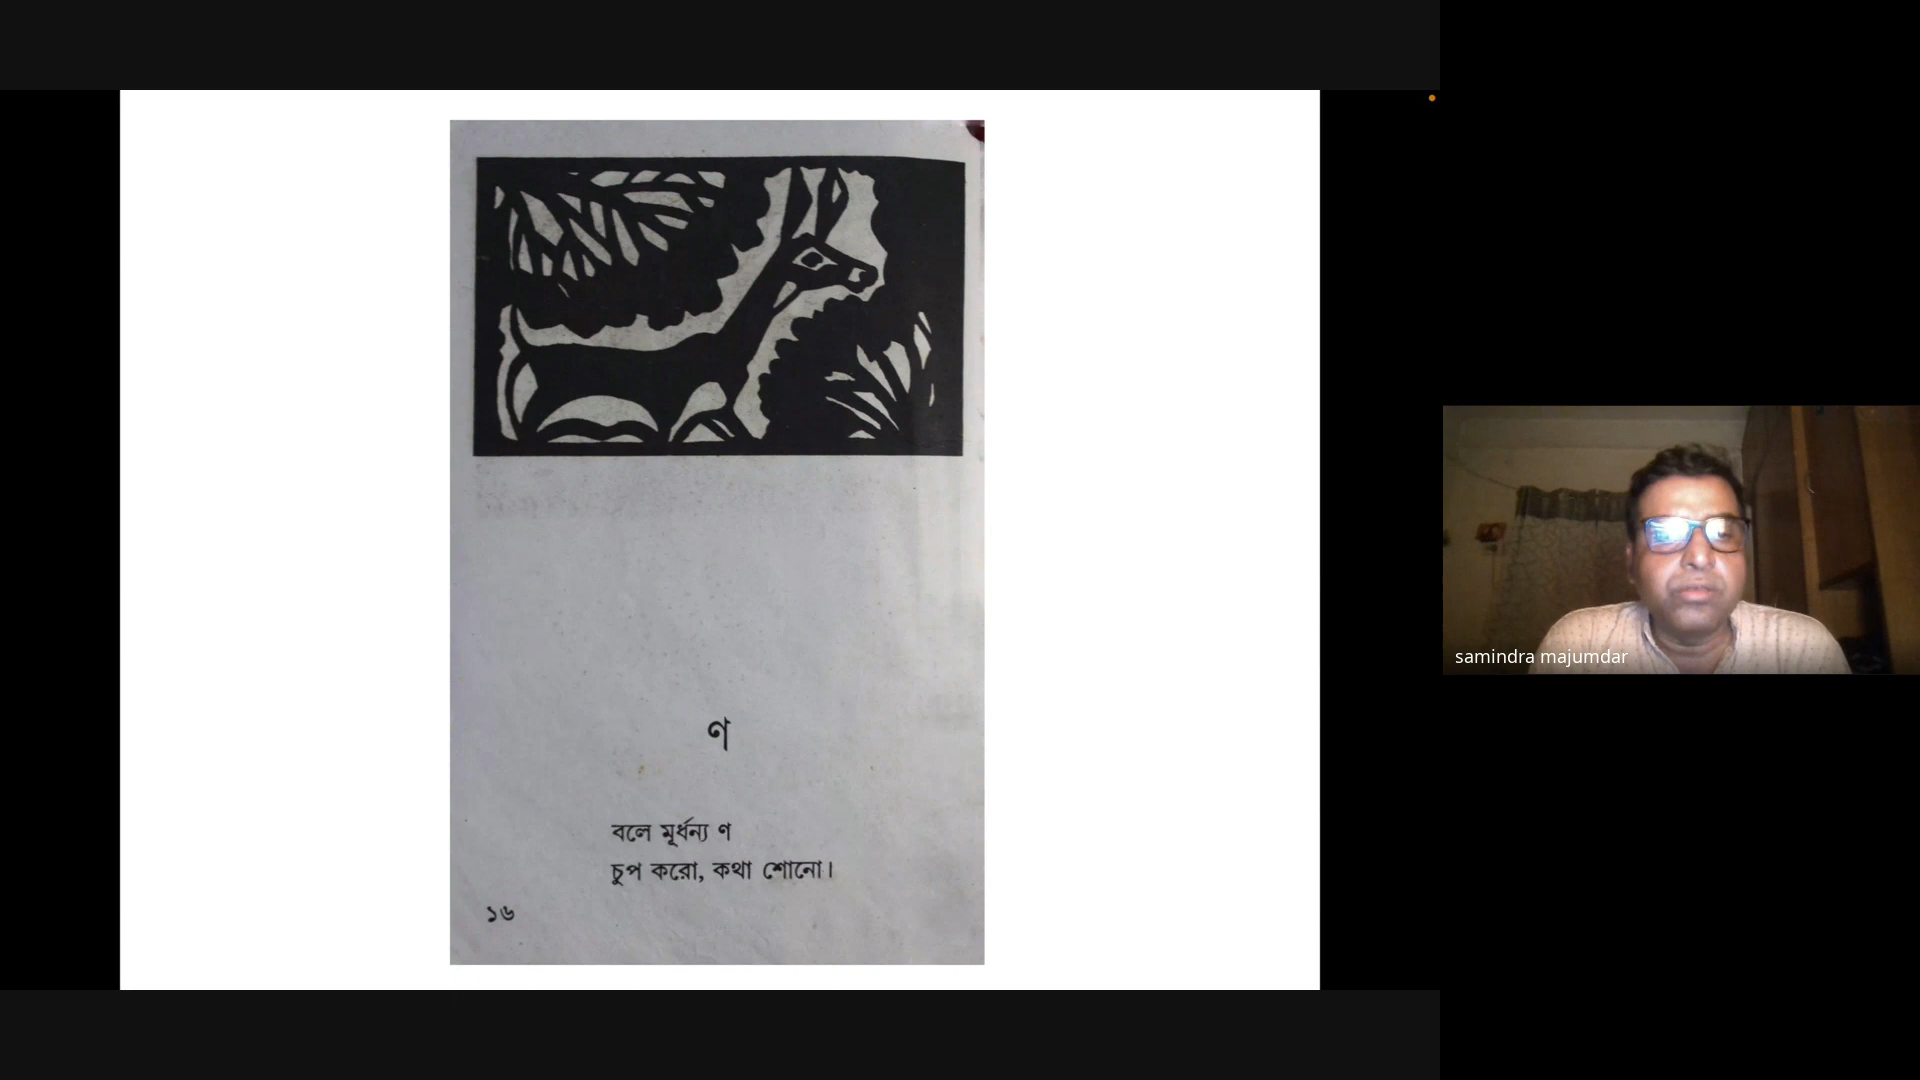 ণ
বলে মূর্ধন্য ণ
চুপ করো, কথা শোনো।
১৬
samindra majumdar